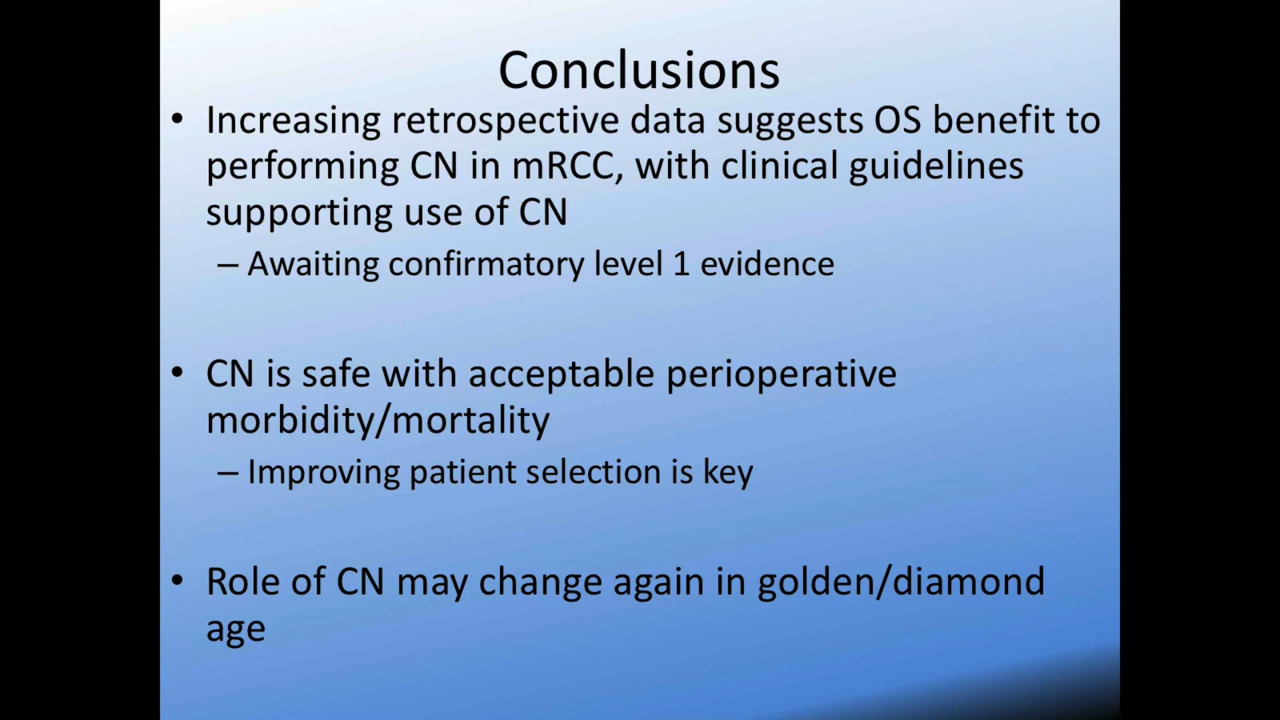 Conclusions
• Increasing retrospective data suggests OS benefit to
performing CN in mRCC, with clinical guidelines
supporting use of CN
– Awaiting confirmatory level 1 evidence
• CN is safe with acceptable perioperative
morbidity/mortality
– Improving patient selection is key
• Role of CN may change again in golden/diamond
age